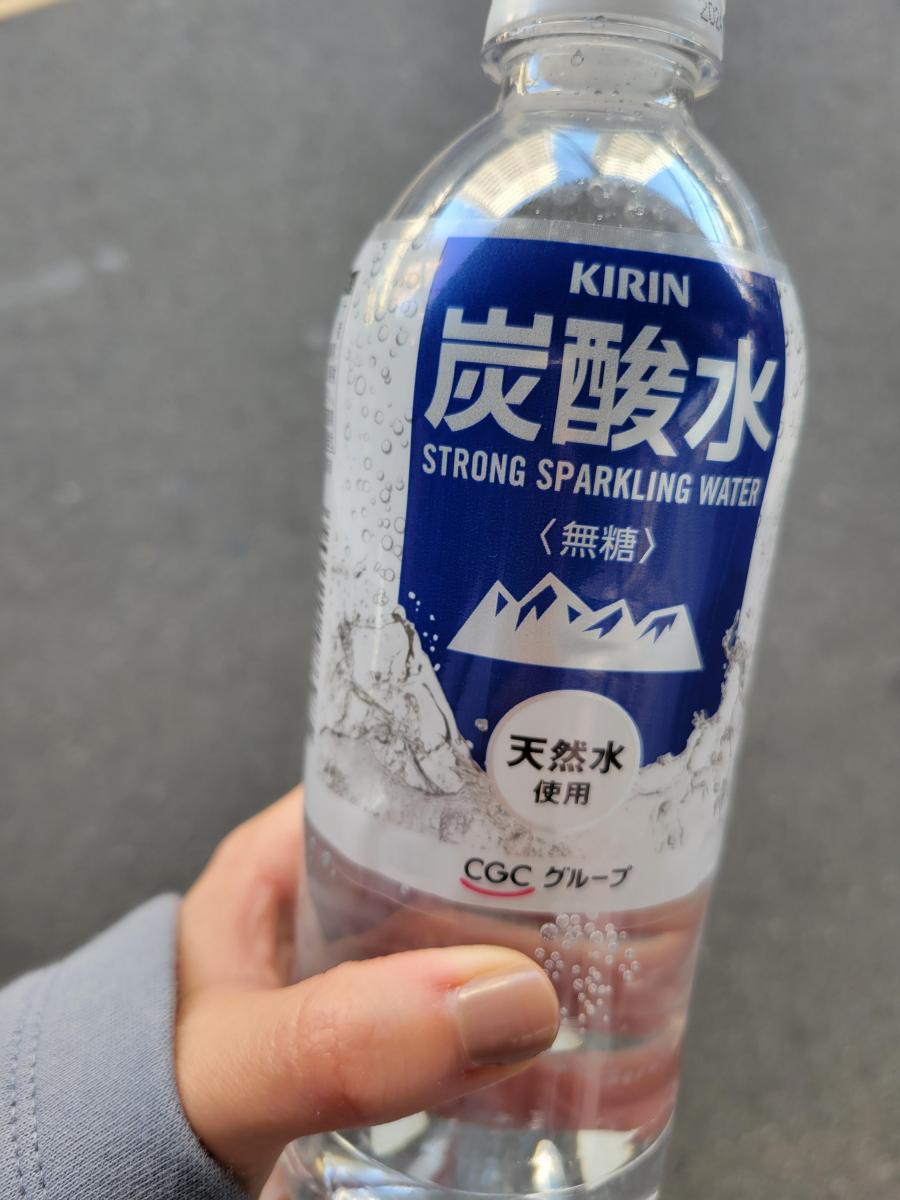 KIRIN
炭酸水
STRONG SPARKLING WATER
〈無糖〉
天然水
使用
CGC グループ